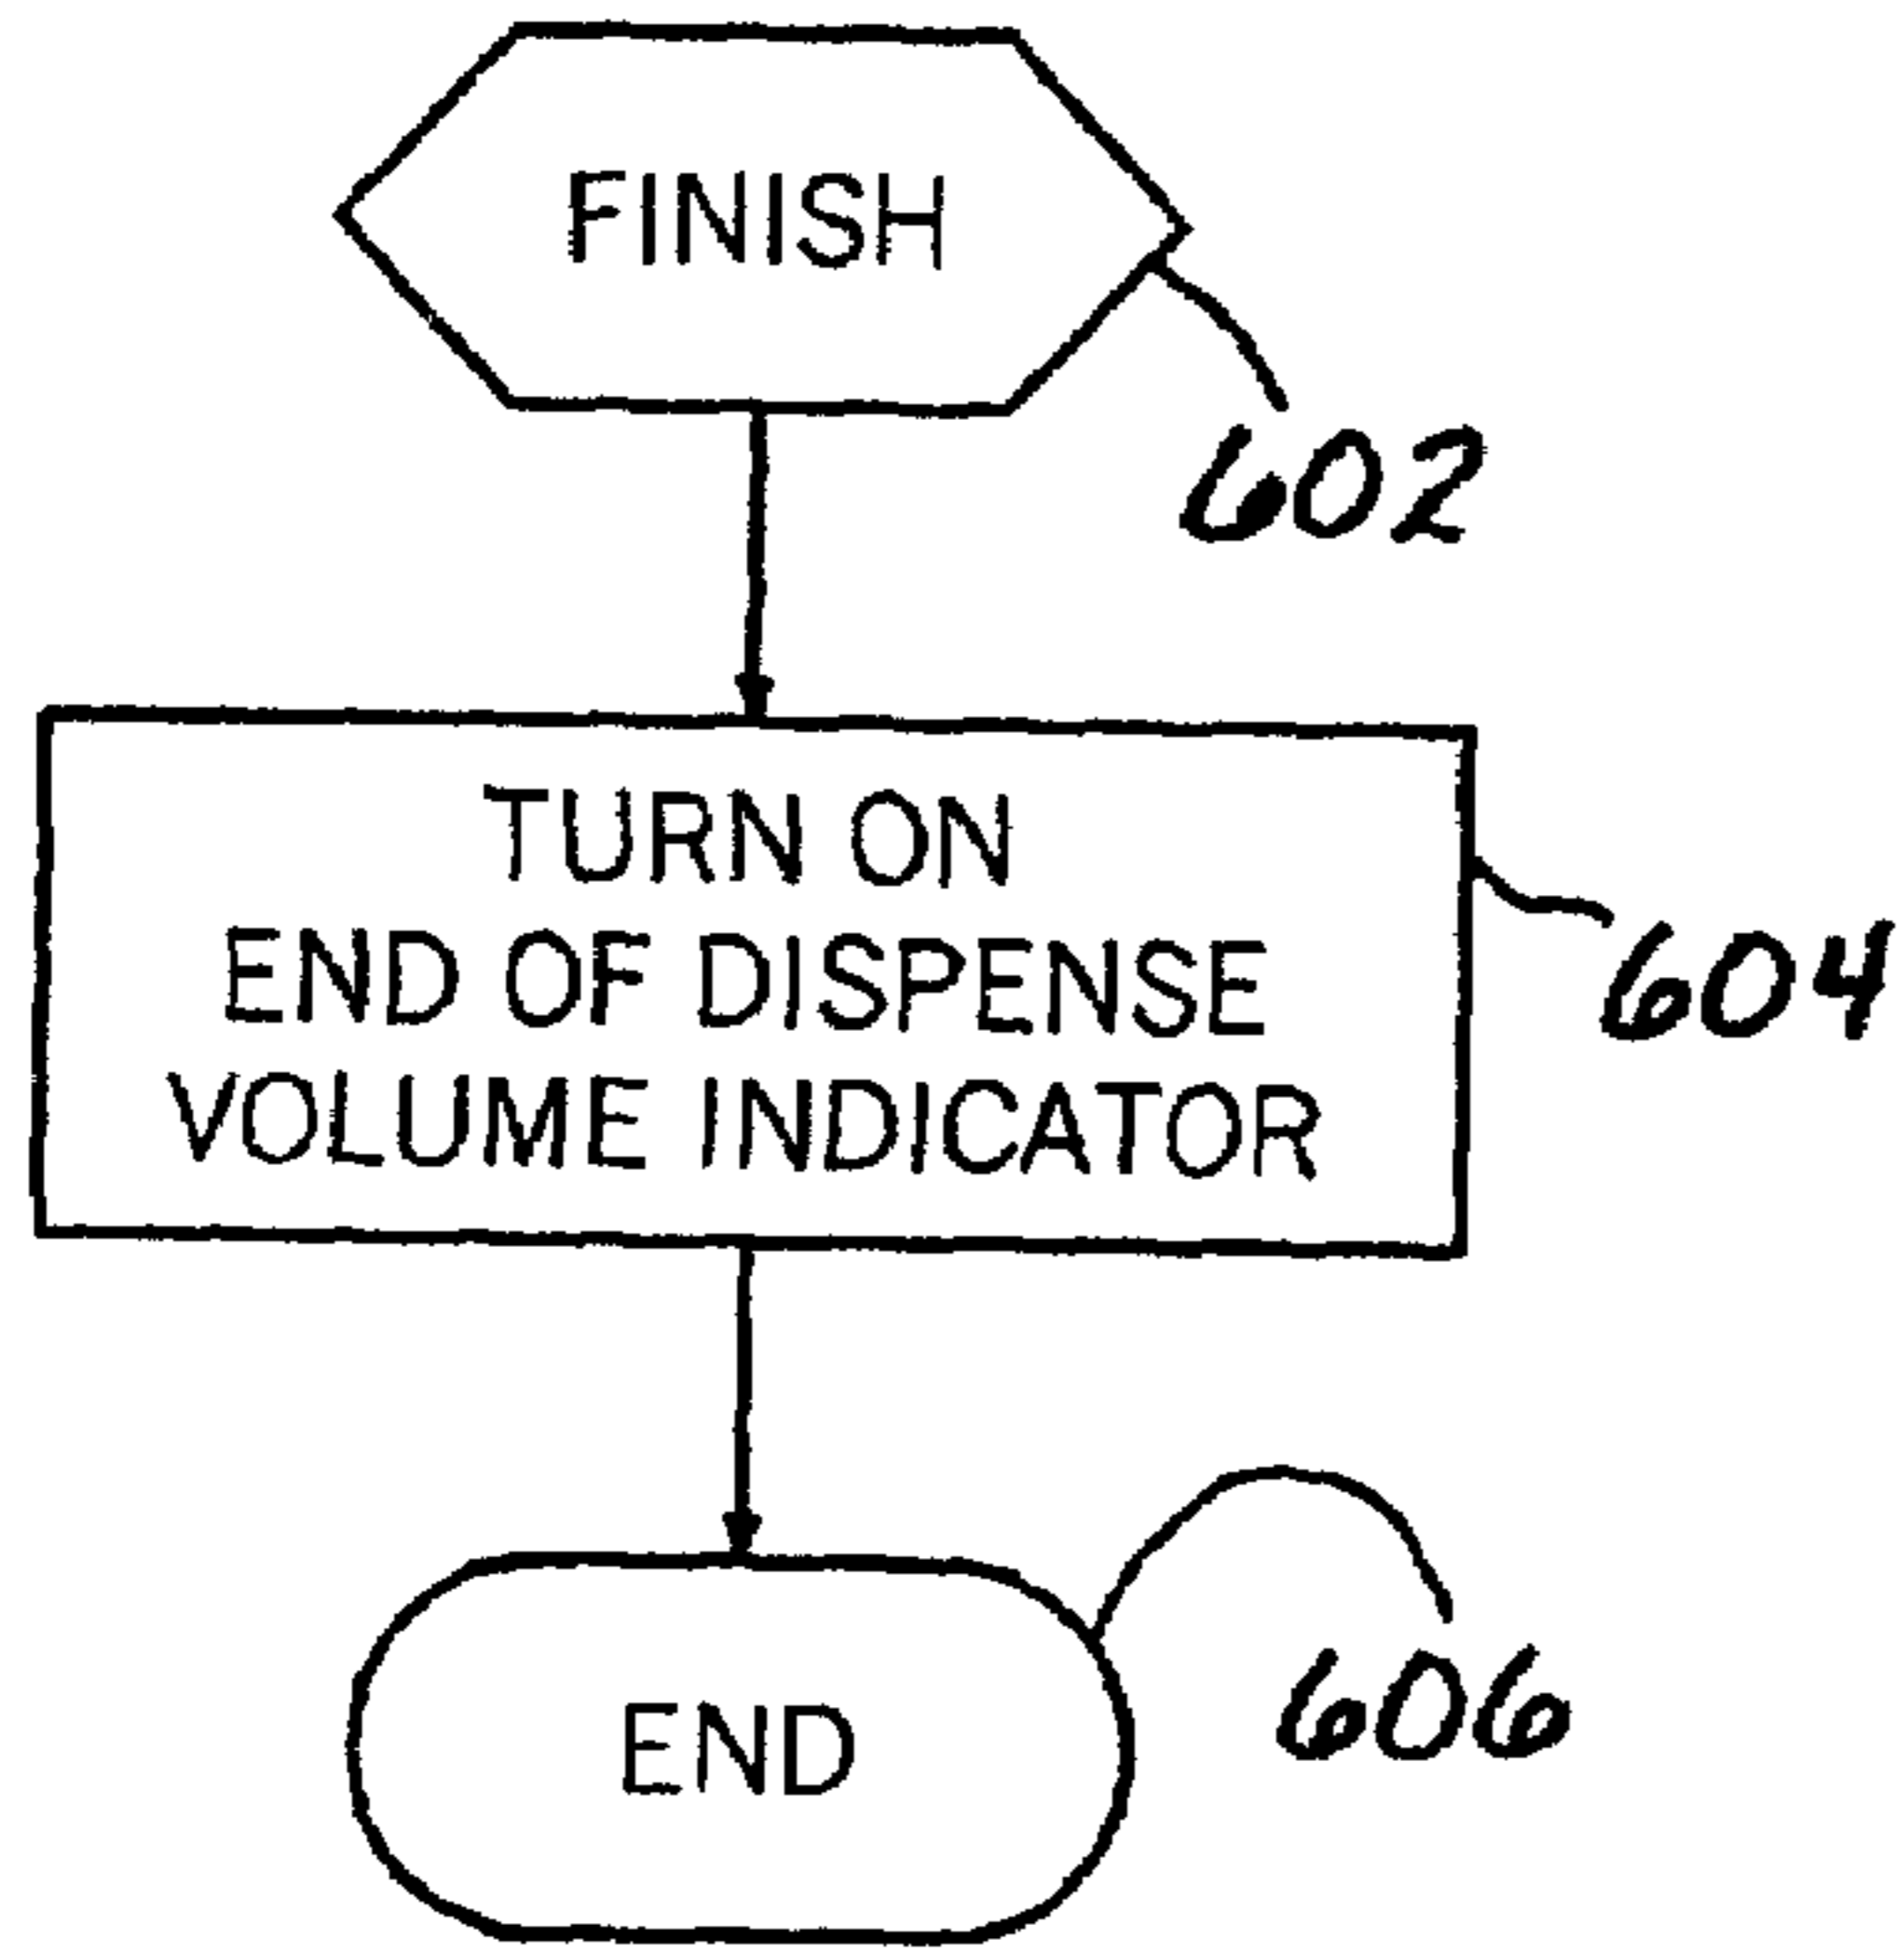 FINISH
602
TURN ON
END OF DISPENSE
VOLUME INDICATOR
604
END
606